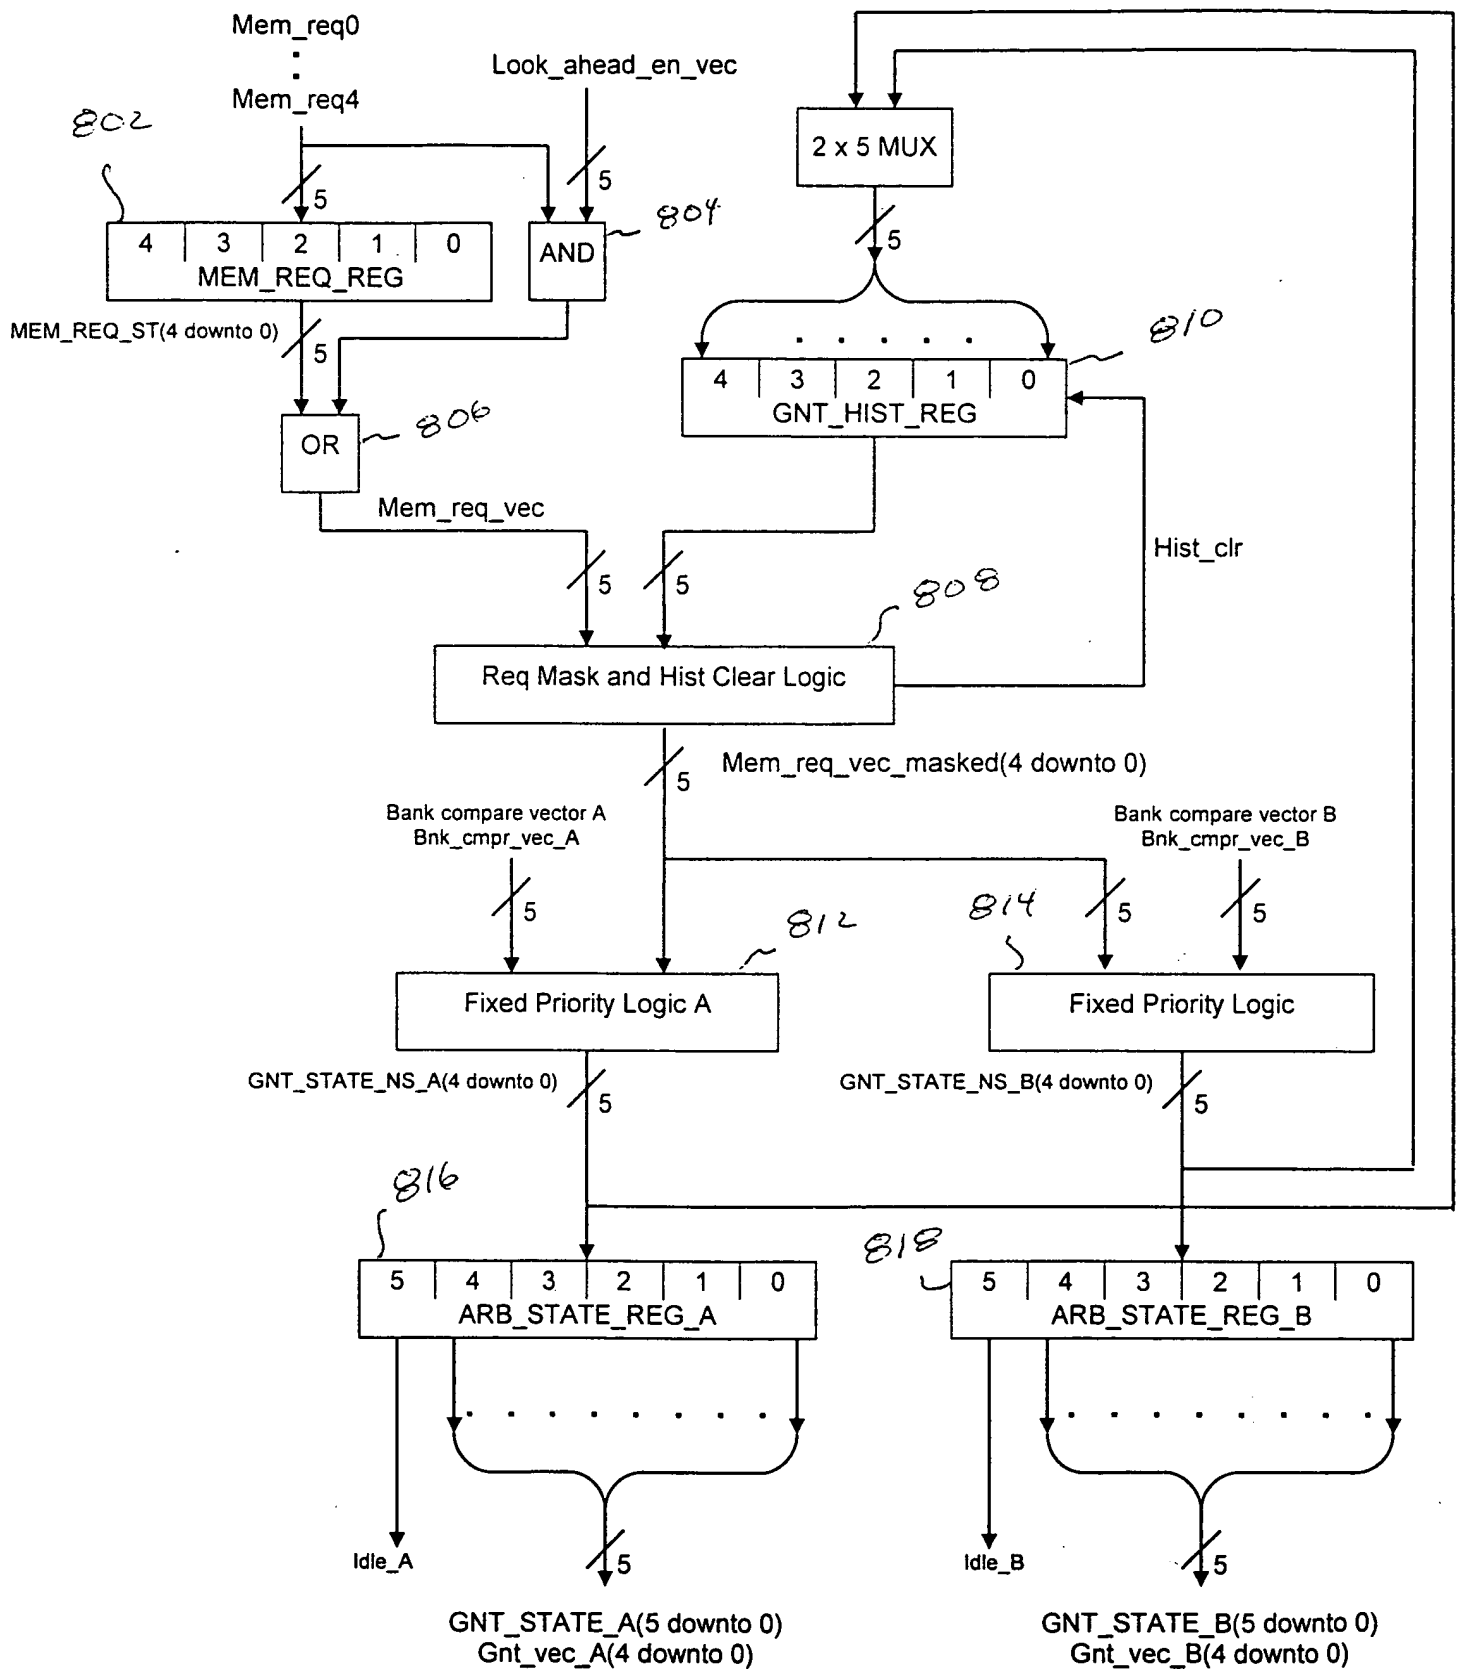 Mem_req0
Mem_req4
Look_ahead_en_vec
2 x 5 MUX
802
5
5
804
5
4 3 2 1 0
MEM_REQ_REG
AND
MEM_REQ_ST(4 downto 0)
5
810
4 3 2 1 0
GNT_HIST_REG
806
OR
Mem_req_vec
Hist_clr
5
5
808
Req Mask and Hist Clear Logic
Mem_req_vec_masked(4 downto 0)
5
Bank compare vector A
Bnk_cmpr_vec_A
Bank compare vector B
Bnk_cmpr_vec_B
5
812
814
5
5
Fixed Priority Logic A
Fixed Priority Logic
GNT_STATE_NS_A(4 downto 0)
5
GNT_STATE_NS_B(4 downto 0)
5
816
818
5 4 3 2 1 0
ARB_STATE_REG_A
5 4 3 2 1 0
ARB_STATE_REG_B
Idle_A
5
Idle_B
5
GNT_STATE_A(5 downto 0)
Gnt_vec_A(4 downto 0)
GNT_STATE_B(5 downto 0)
Gnt_vec_B(4 downto 0)